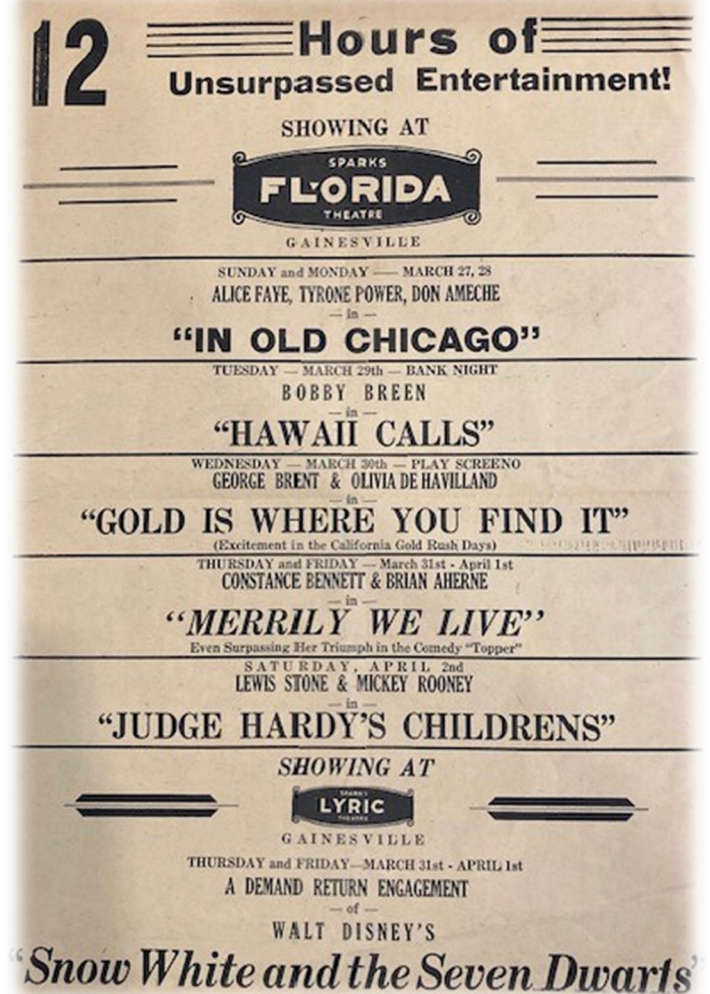 12 Hours of
Unsurpassed Entertainment!
SHOWING AT
SPARKS
FLORIDA
THEATRE
GAINESVILLE
SUNDAY and MONDAY — MARCH 27, 28
ALICE FAYE, TYRONE POWER, DON AMECHE
— in —
“IN OLD CHICAGO”
TUESDAY — MARCH 29th — BANK NIGHT
BOBBY BREEN
— in —
“HAWAII CALLS”
WEDNESDAY — MARCH 30th — PLAY SCREENO
GEORGE BRENT & OLIVIA DE HAVILLAND
— in —
“GOLD IS WHERE YOU FIND IT”
(Excitement in the California Gold Rush Days)
THURSDAY and FRIDAY — March 31st - April 1st
CONSTANCE BENNETT & BRIAN AHERNE
— in —
“MERRILY WE LIVE”
Even Surpassing Her Triumph in the Comedy “Topper”
SATURDAY, APRIL 2nd
LEWIS STONE & MICKEY ROONEY
— in —
“JUDGE HARDY’S CHILDRENS”
SHOWING AT
SPARKS
LYRIC
THEATRE
GAINESVILLE
THURSDAY and FRIDAY—MARCH 31st - APRIL 1st
A DEMAND RETURN ENGAGEMENT
— of —
WALT DISNEY’S
“Snow White and the Seven Dwarfs”